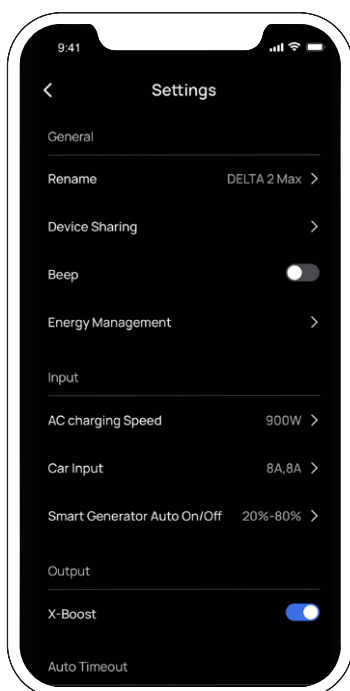 9:41
Settings
General
Rename DELTA 2 Max
Device Sharing
Beep
Energy Management
Input
AC charging Speed 900W
Car Input 8A,8A
Smart Generator Auto On/Off 20%-80%
Output
X-Boost
Auto Timeout